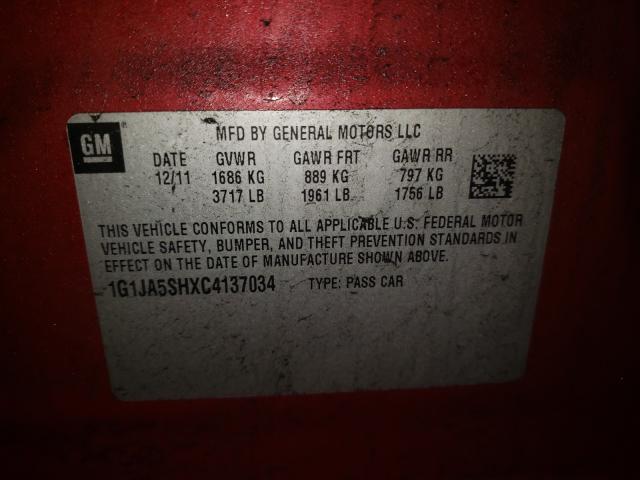 GM
MFD BY GENERAL MOTORS LLC
DATE GVWR GAWR FRT GAWR RR
12/11 1686 KG 889 KG 797 KG
3717 LB 1961 LB 1756 LB
THIS VEHICLE CONFORMS TO ALL APPLICABLE U.S. FEDERAL MOTOR
VEHICLE SAFETY, BUMPER, AND THEFT PREVENTION STANDARDS IN
EFFECT ON THE DATE OF MANUFACTURE SHOWN ABOVE.
1G1JA5SHXC4137034 TYPE: PASS CAR